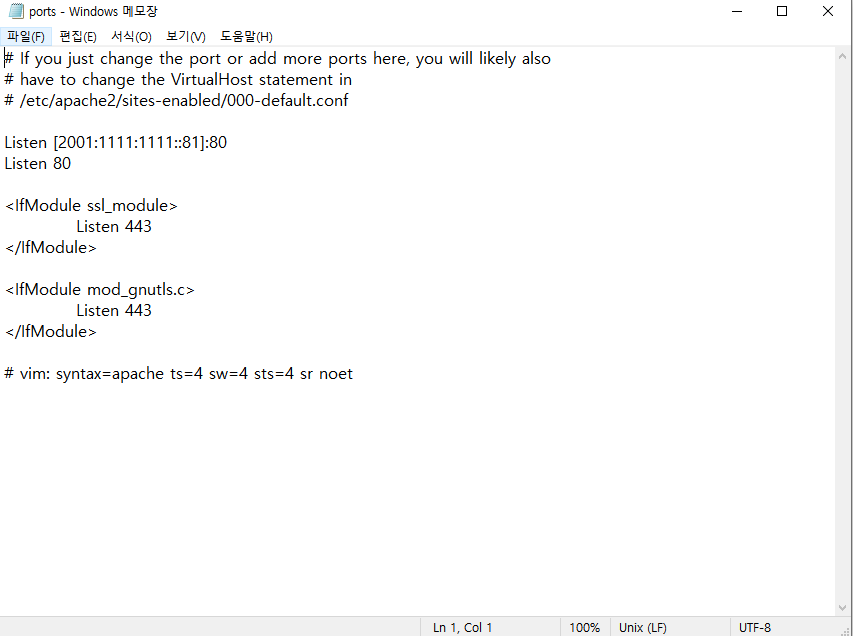 ports - Windows 메모장
파일(F) 편집(E) 서식(O) 보기(V) 도움말(H)
# If you just change the port or add more ports here, you will likely also
# have to change the VirtualHost statement in
# /etc/apache2/sites-enabled/000-default.conf
Listen [2001:1111:1111::81]:80
Listen 80
<IfModule ssl_module>
Listen 443
</IfModule>
<IfModule mod_gnutls.c>
Listen 443
</IfModule>
# vim: syntax=apache ts=4 sw=4 sts=4 sr noet
Ln 1, Col 1 100% Unix (LF) UTF-8